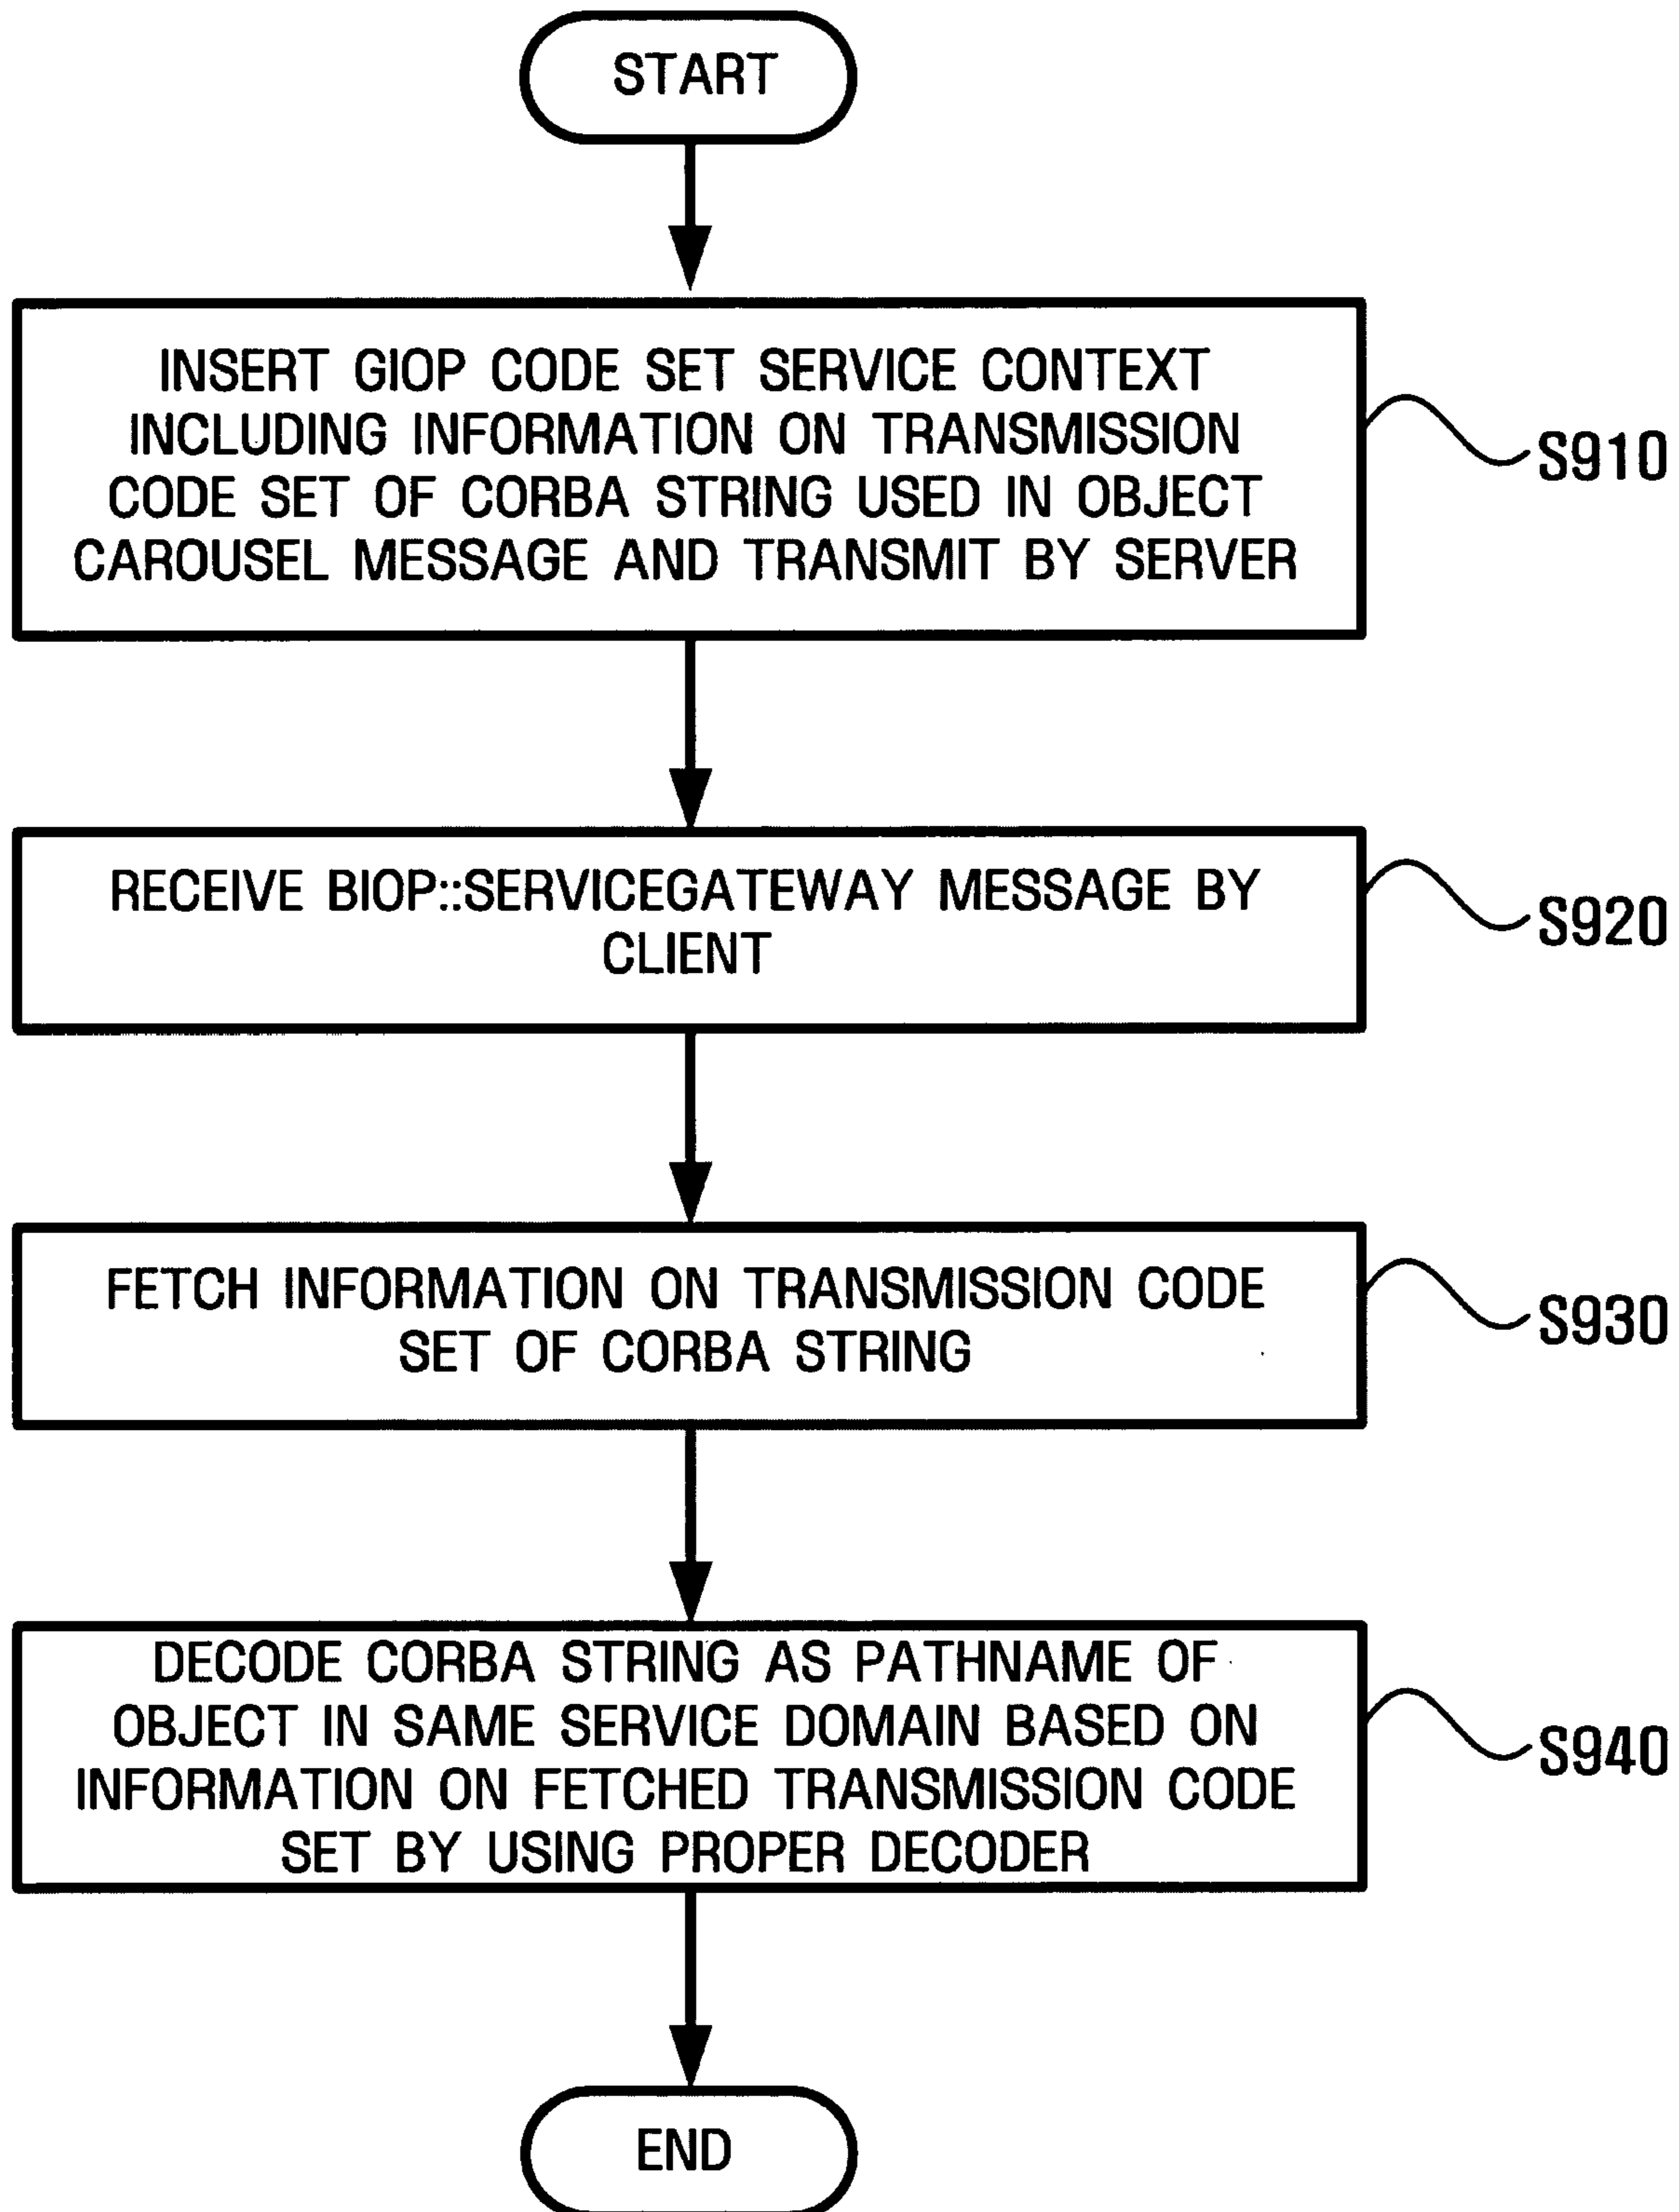 START
INSERT GIOP CODE SET SERVICE CONTEXT
INCLUDING INFORMATION ON TRANSMISSION
CODE SET OF CORBA STRING USED IN OBJECT
CAROUSEL MESSAGE AND TRANSMIT BY SERVER
S910
RECEIVE BIOP::SERVICEGATEWAY MESSAGE BY
CLIENT
S920
FETCH INFORMATION ON TRANSMISSION CODE
SET OF CORBA STRING
S930
DECODE CORBA STRING AS PATHNAME OF
OBJECT IN SAME SERVICE DOMAIN BASED ON
INFORMATION ON FETCHED TRANSMISSION CODE
SET BY USING PROPER DECODER
S940
END